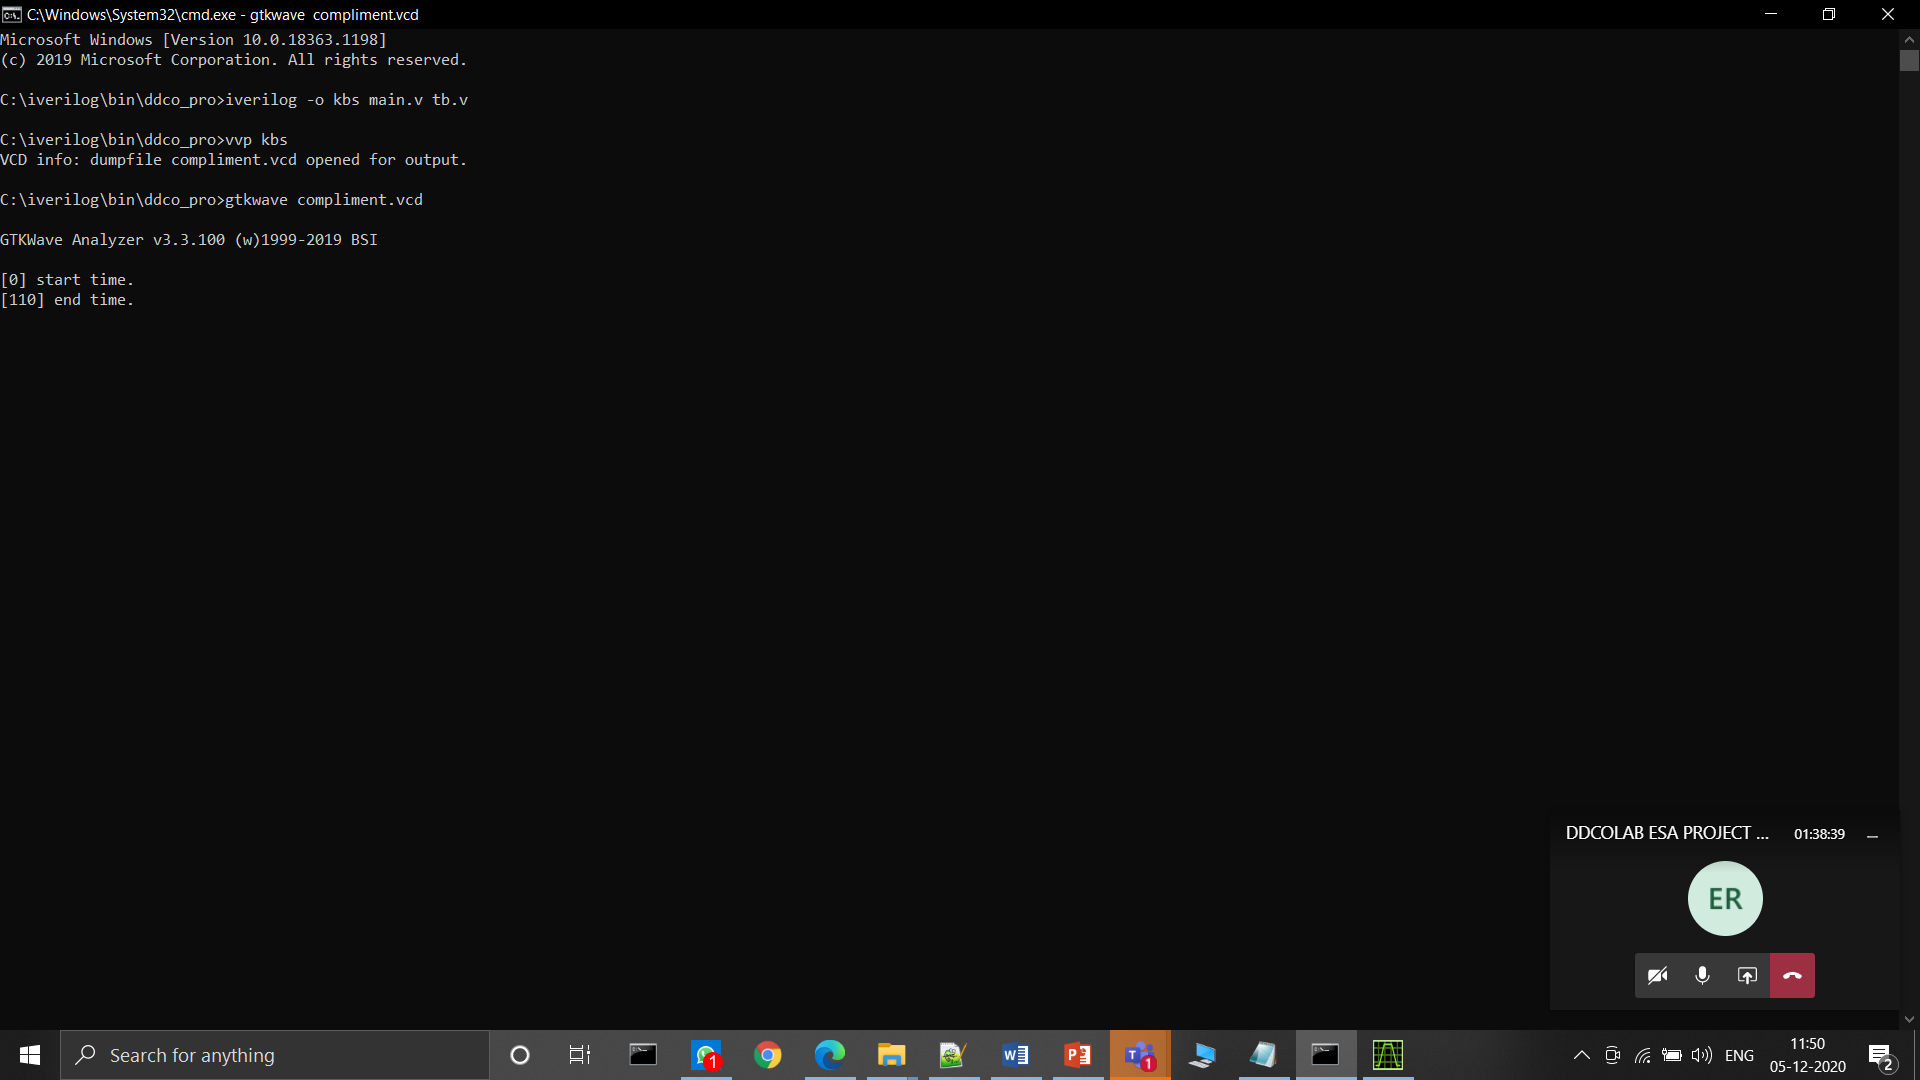 C:\Windows\System32\cmd.exe - gtkwave  compliment.vcd
Microsoft Windows [Version 10.0.18363.1198]
(c) 2019 Microsoft Corporation. All rights reserved.
C:\iverilog\bin\ddco_pro>iverilog -o kbs main.v tb.v
C:\iverilog\bin\ddco_pro>vvp kbs
VCD info: dumpfile compliment.vcd opened for output.
C:\iverilog\bin\ddco_pro>gtkwave compliment.vcd
GTKWave Analyzer v3.3.100 (w)1999-2019 BSI
[0] start time.
[110] end time.
DDCOLAB ESA PROJECT ... 01:38:39
ER
Search for anything
1
1
ENG
11:50
05-12-2020
2